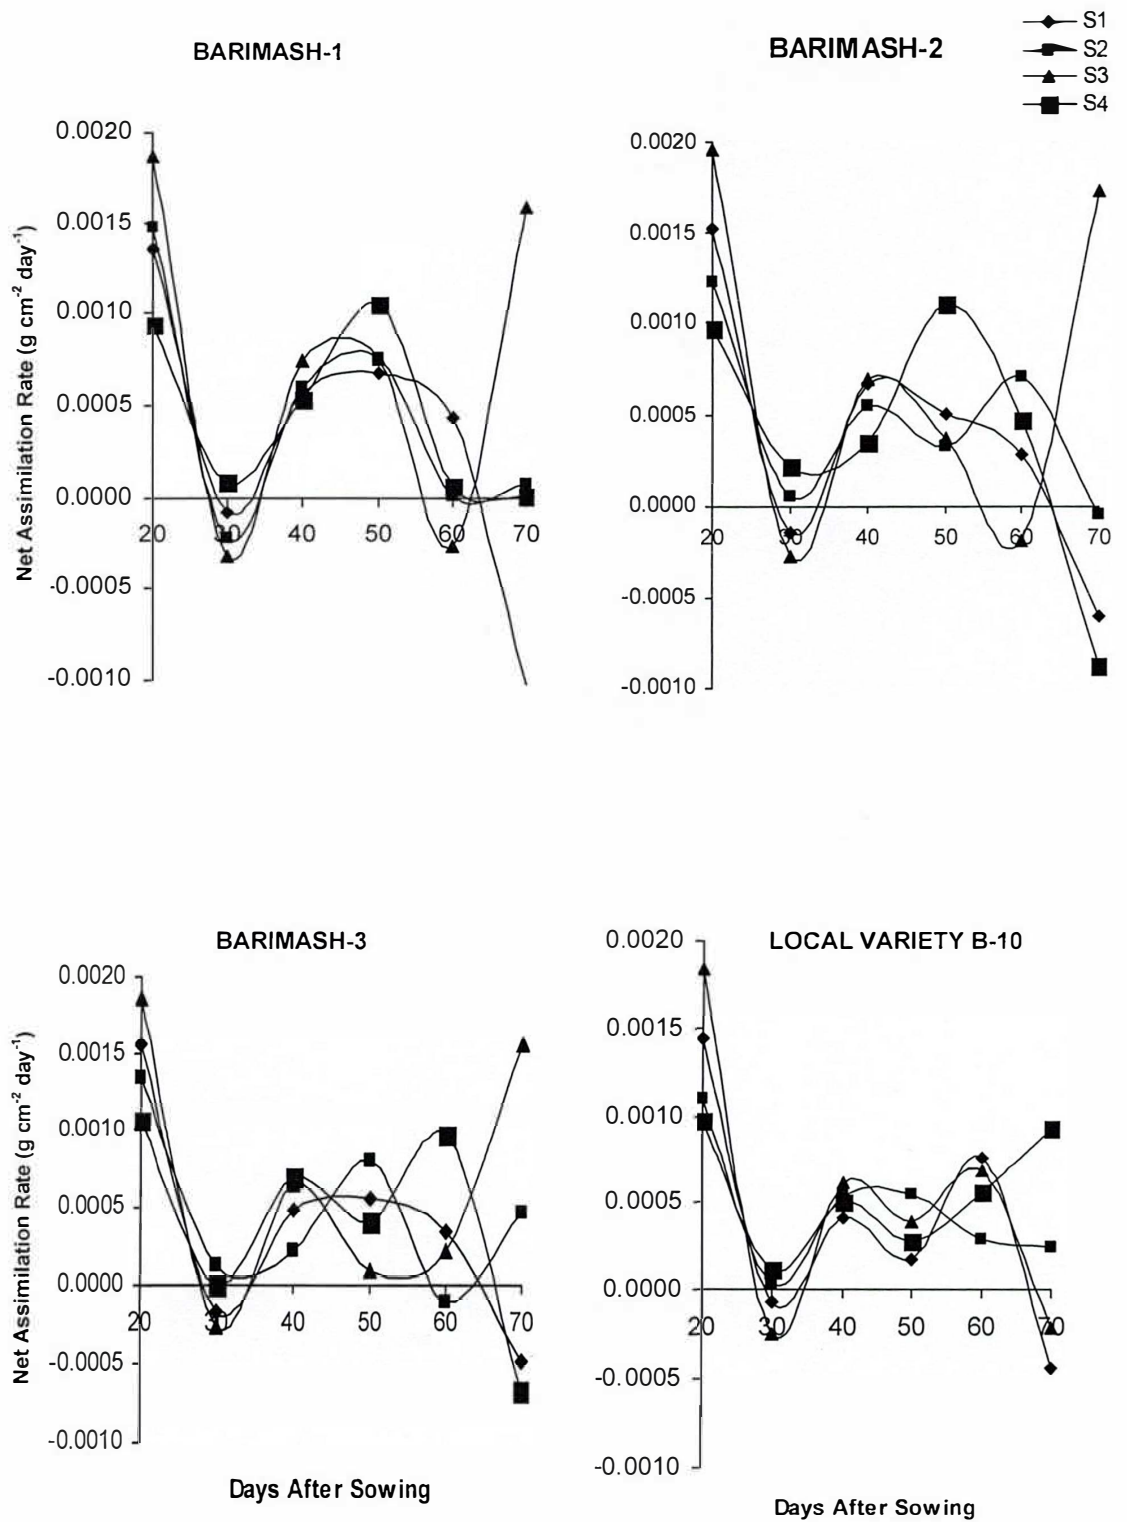 S1
S2
S3
S4
BARIMASH-1
BARIMASH-2
0.0020
0.0015
0.0010
0.0005
0.0000
-0.0005
-0.0010
20 30 40 50 60 70
Net Assimilation Rate (g cm-2 day-1)
0.0020
0.0015
0.0010
0.0005
0.0000
-0.0005
-0.0010
20 30 40 50 60 70
BARIMASH-3
LOCAL VARIETY B-10
0.0020
0.0015
0.0010
0.0005
0.0000
-0.0005
-0.0010
20 30 40 50 60 70
Net Assimilation Rate (g cm-2 day-1)
Days After Sowing
0.0020
0.0015
0.0010
0.0005
0.0000
-0.0005
-0.0010
20 30 40 50 60 70
Days After Sowing